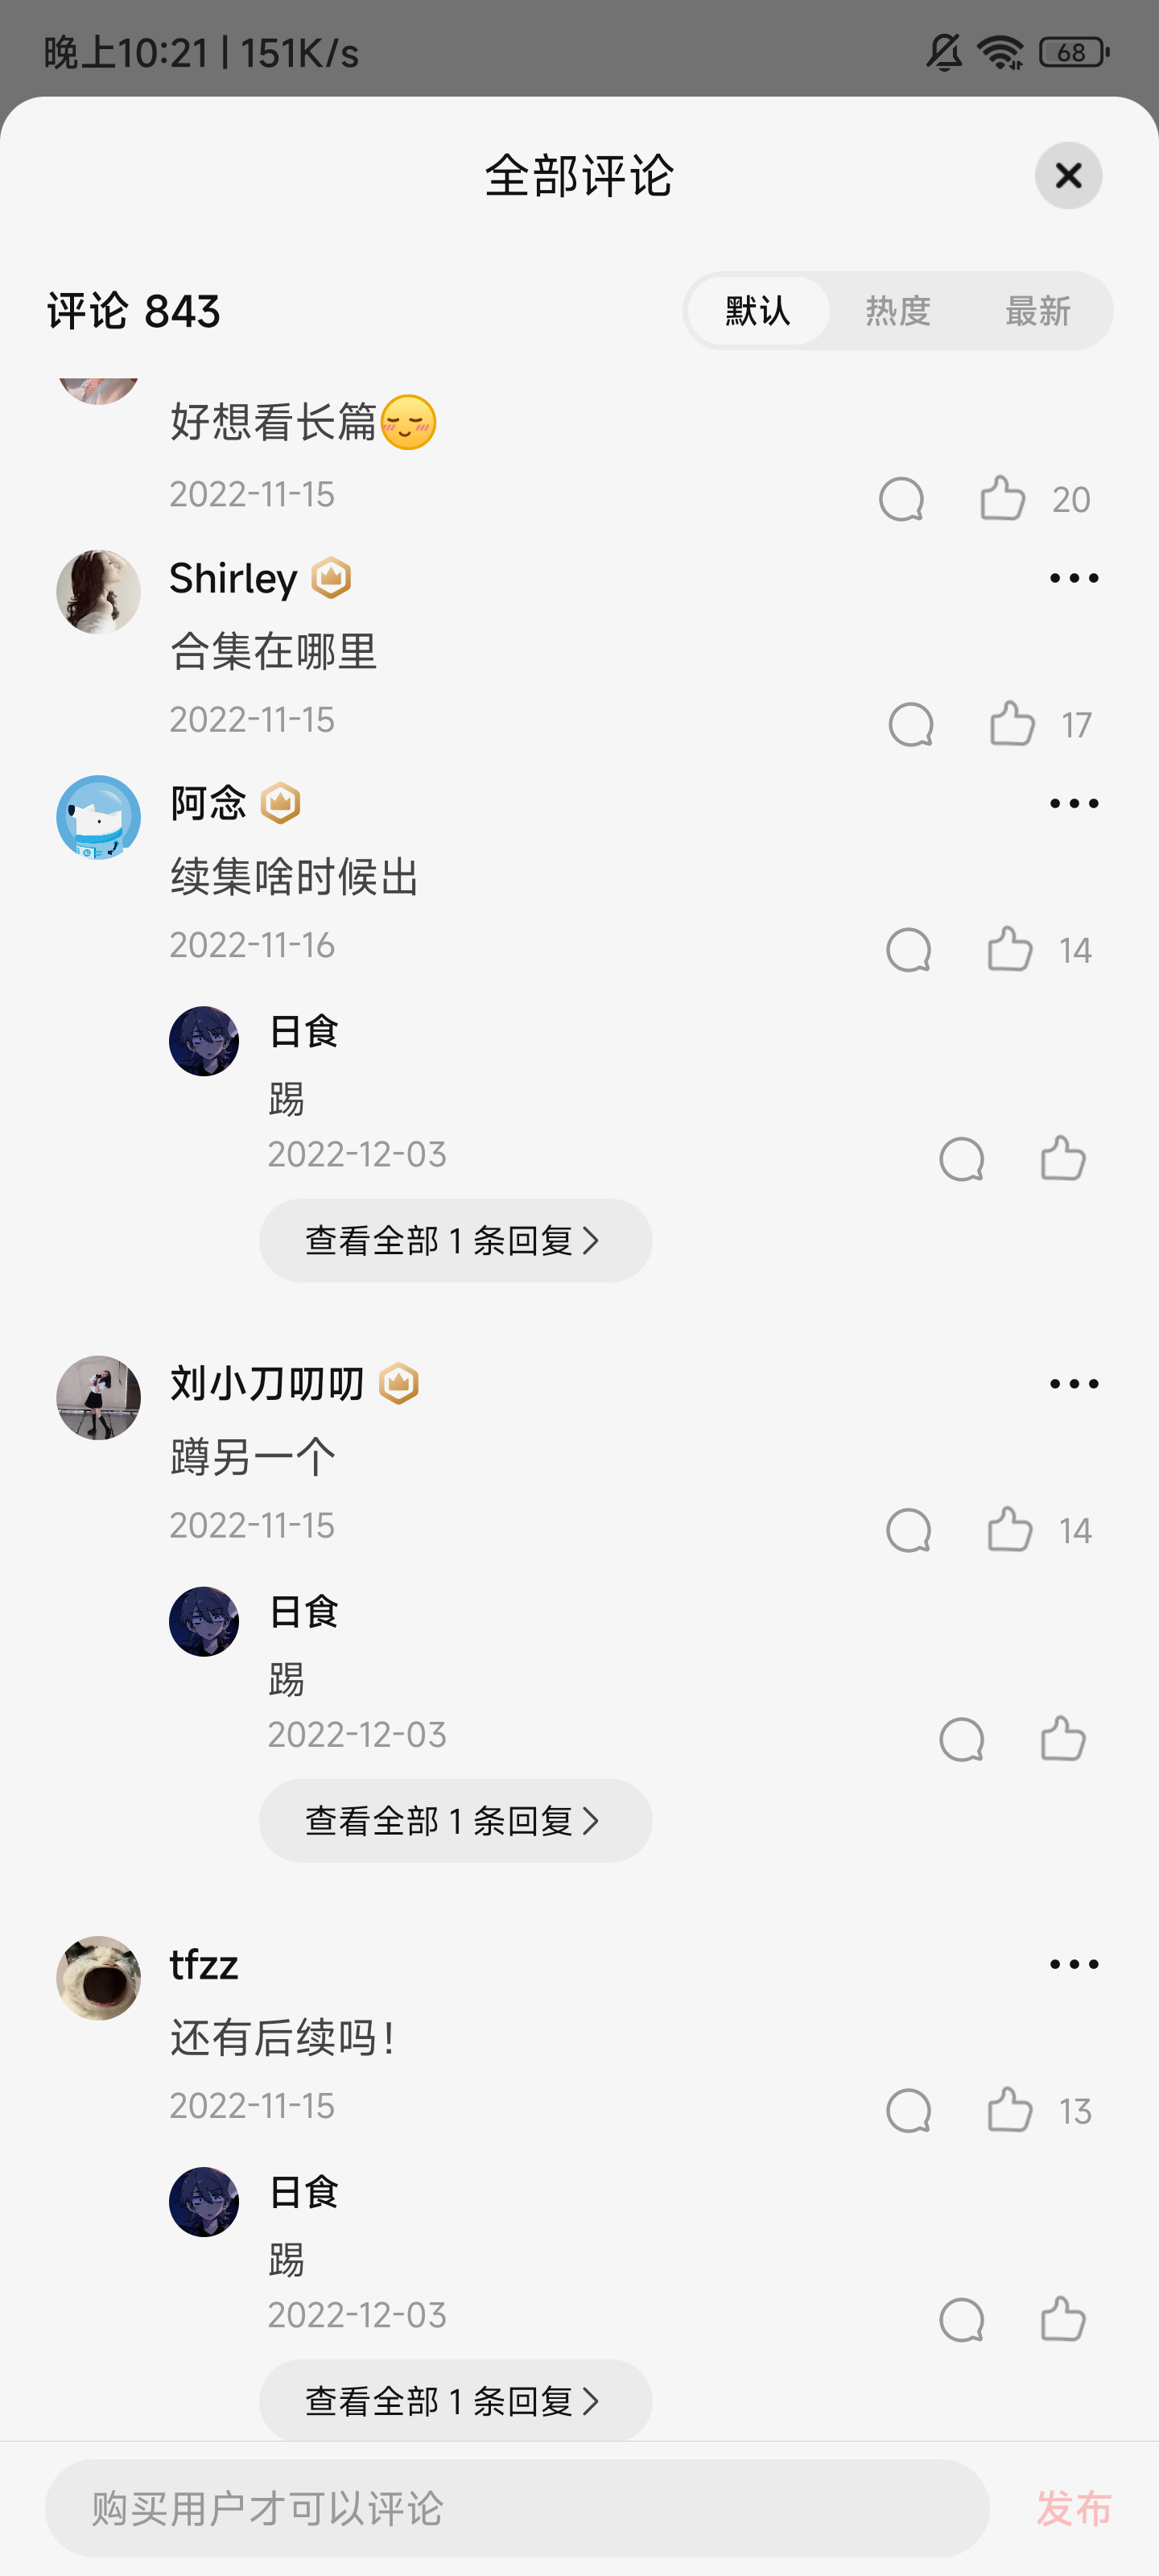 晚上10:21 | 151K/s
68
全部评论
评论 843
默认 热度 最新
好想看长篇
2022-11-15
20
Shirley
合集在哪里
2022-11-15
17
阿念
续集啥时候出
2022-11-16
14
日食
踢
2022-12-03
查看全部 1 条回复
刘小刀叨叨
蹲另一个
2022-11-15
14
日食
踢
2022-12-03
查看全部 1 条回复
tfzz
还有后续吗！
2022-11-15
13
日食
踢
2022-12-03
查看全部 1 条回复
购买用户才可以评论
发布